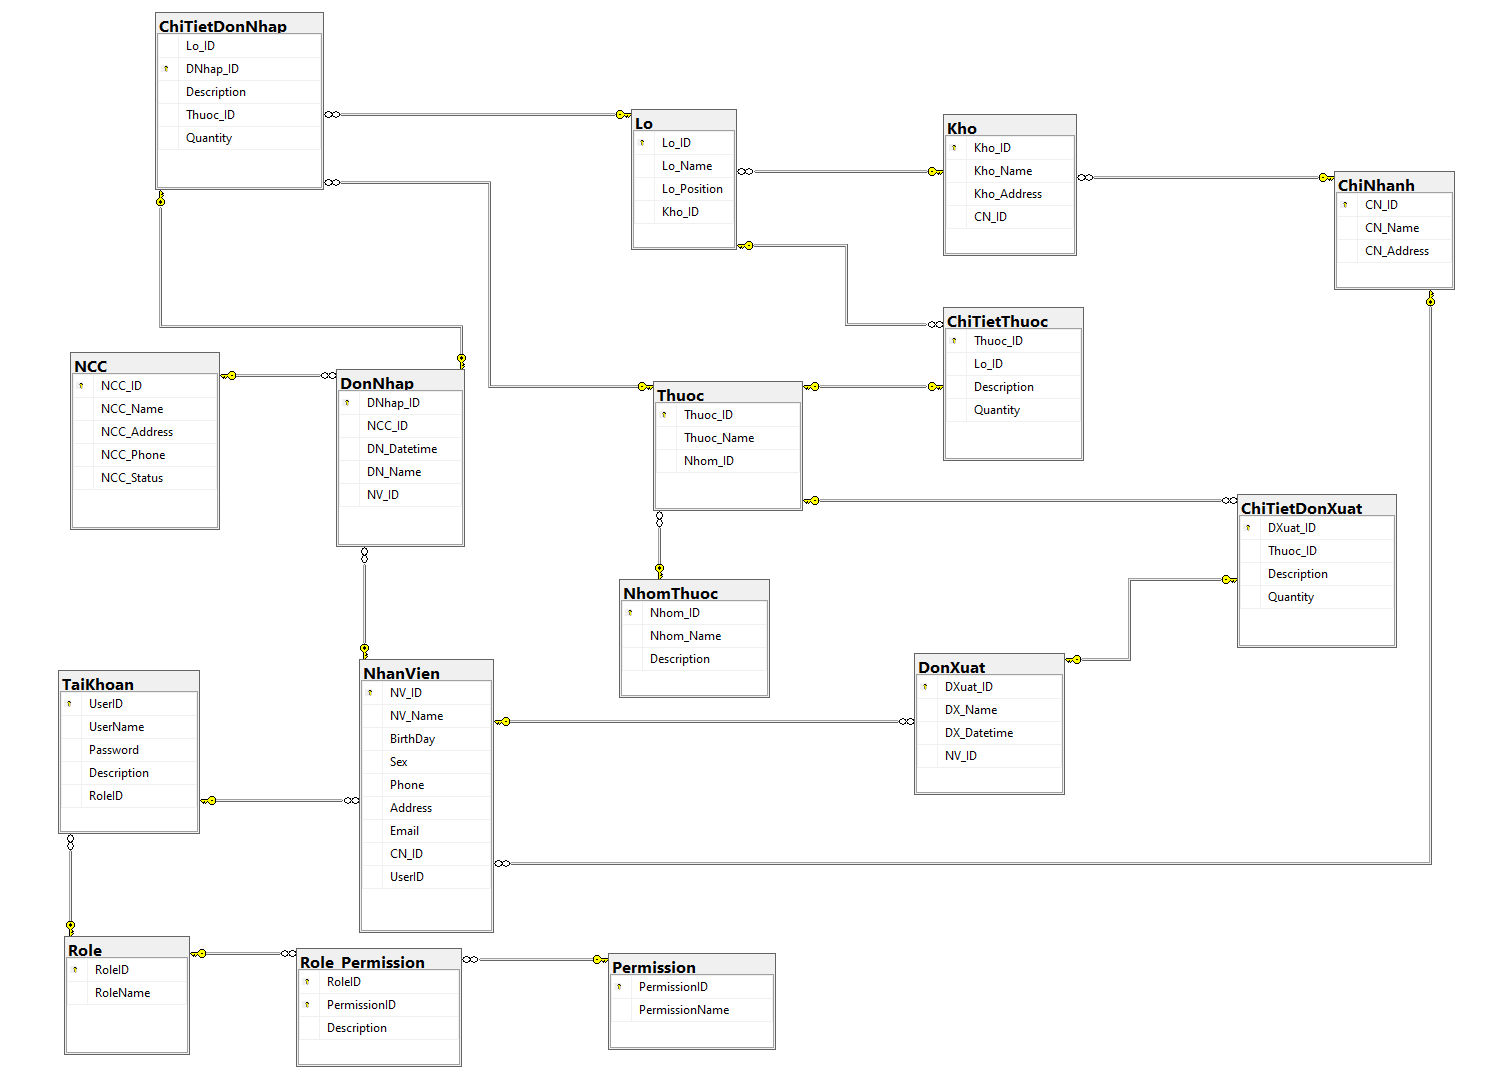 ChiTietDonNhap
Lo_ID
DNhap_ID
Description
Thuoc_ID
Quantity
Lo
Lo_ID
Lo_Name
Lo_Position
Kho_ID
Kho
Kho_ID
Kho_Name
Kho_Address
CN_ID
ChiNhanh
CN_ID
CN_Name
CN_Address
ChiTietThuoc
Thuoc_ID
Lo_ID
Description
Quantity
NCC
NCC_ID
NCC_Name
NCC_Address
NCC_Phone
NCC_Status
DonNhap
DNhap_ID
NCC_ID
DN_Datetime
DN_Name
NV_ID
Thuoc
Thuoc_ID
Thuoc_Name
Nhom_ID
ChiTietDonXuat
DXuat_ID
Thuoc_ID
Description
Quantity
NhomThuoc
Nhom_ID
Nhom_Name
Description
TaiKhoan
UserID
UserName
Password
Description
RoleID
NhanVien
NV_ID
NV_Name
BirthDay
Sex
Phone
Address
Email
CN_ID
UserID
DonXuat
DXuat_ID
DX_Name
DX_Datetime
NV_ID
Role
RoleID
RoleName
Role_Permission
RoleID
PermissionID
Description
Permission
PermissionID
PermissionName